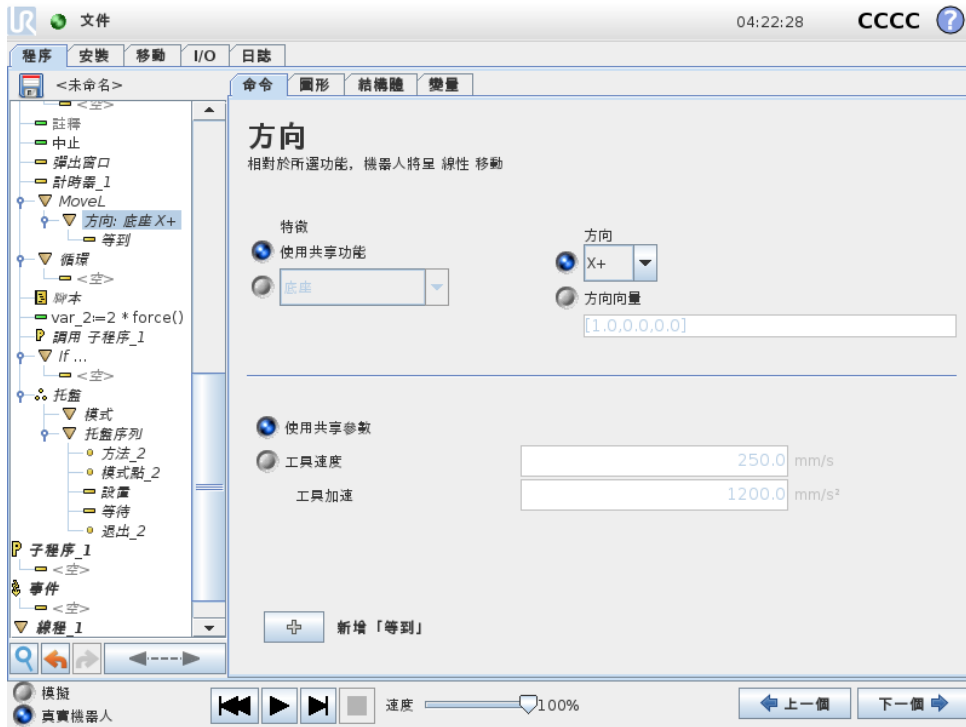 UR 文件 04:22:28 CCCC ?
程序 安裝 移動 I/O 日誌
<未命名> 命令 圖形 結構體 變量
<空>
註釋
中止
彈出窗口
計時器_1
MoveL
方向: 底座 X+
等到
循環
<空>
腳本
var_2:=2 * force()
P 調用 子程序_1
If ...
<空>
托盤
模式
托盤序列
方法_2
模式點_2
設置
等待
退出_2
P 子程序_1
<空>
事件
<空>
線程_1
方向
相對於所選功能，機器人將呈 線性 移動
特徵
使用共享功能
底座
方向
X+
方向向量
[1.0,0.0,0.0]
使用共享參數
工具速度 250.0 mm/s
工具加速 1200.0 mm/s²
新增「等到」
模擬
真實機器人
速度 100%
上一個 下一個